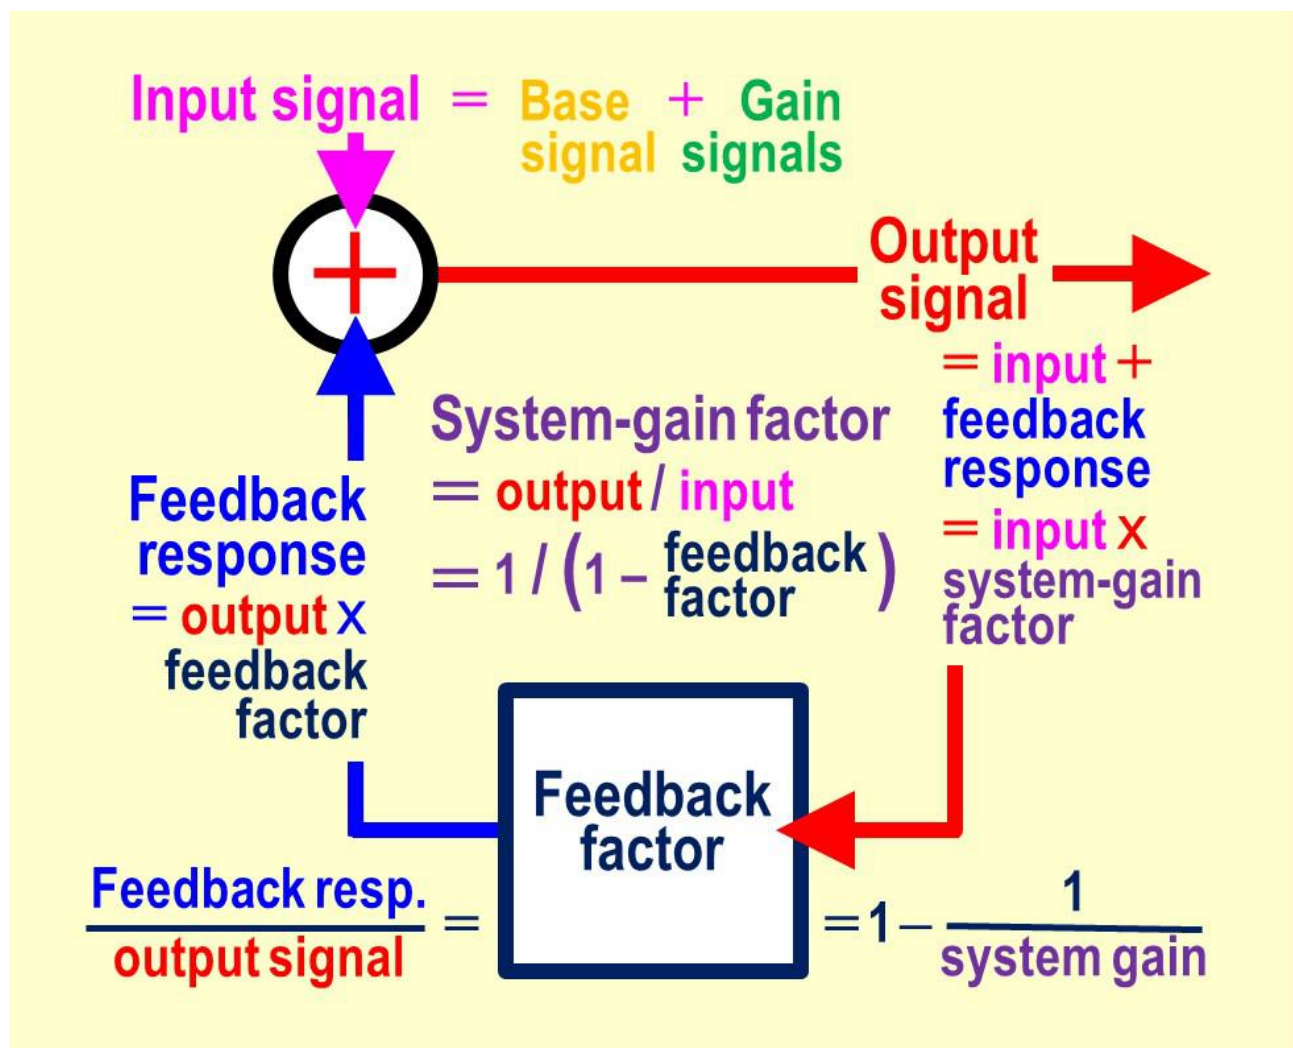 Input signal = Base + Gain
signal signals
+
Output
signal
= input +
feedback
response
= input x
system-gain
factor
System-gain factor
= output / input
= 1 / (1 – feedback
factor)
Feedback
response
= output x
feedback
factor
Feedback
factor
Feedback resp.
output signal
=
= 1 –
1
system gain